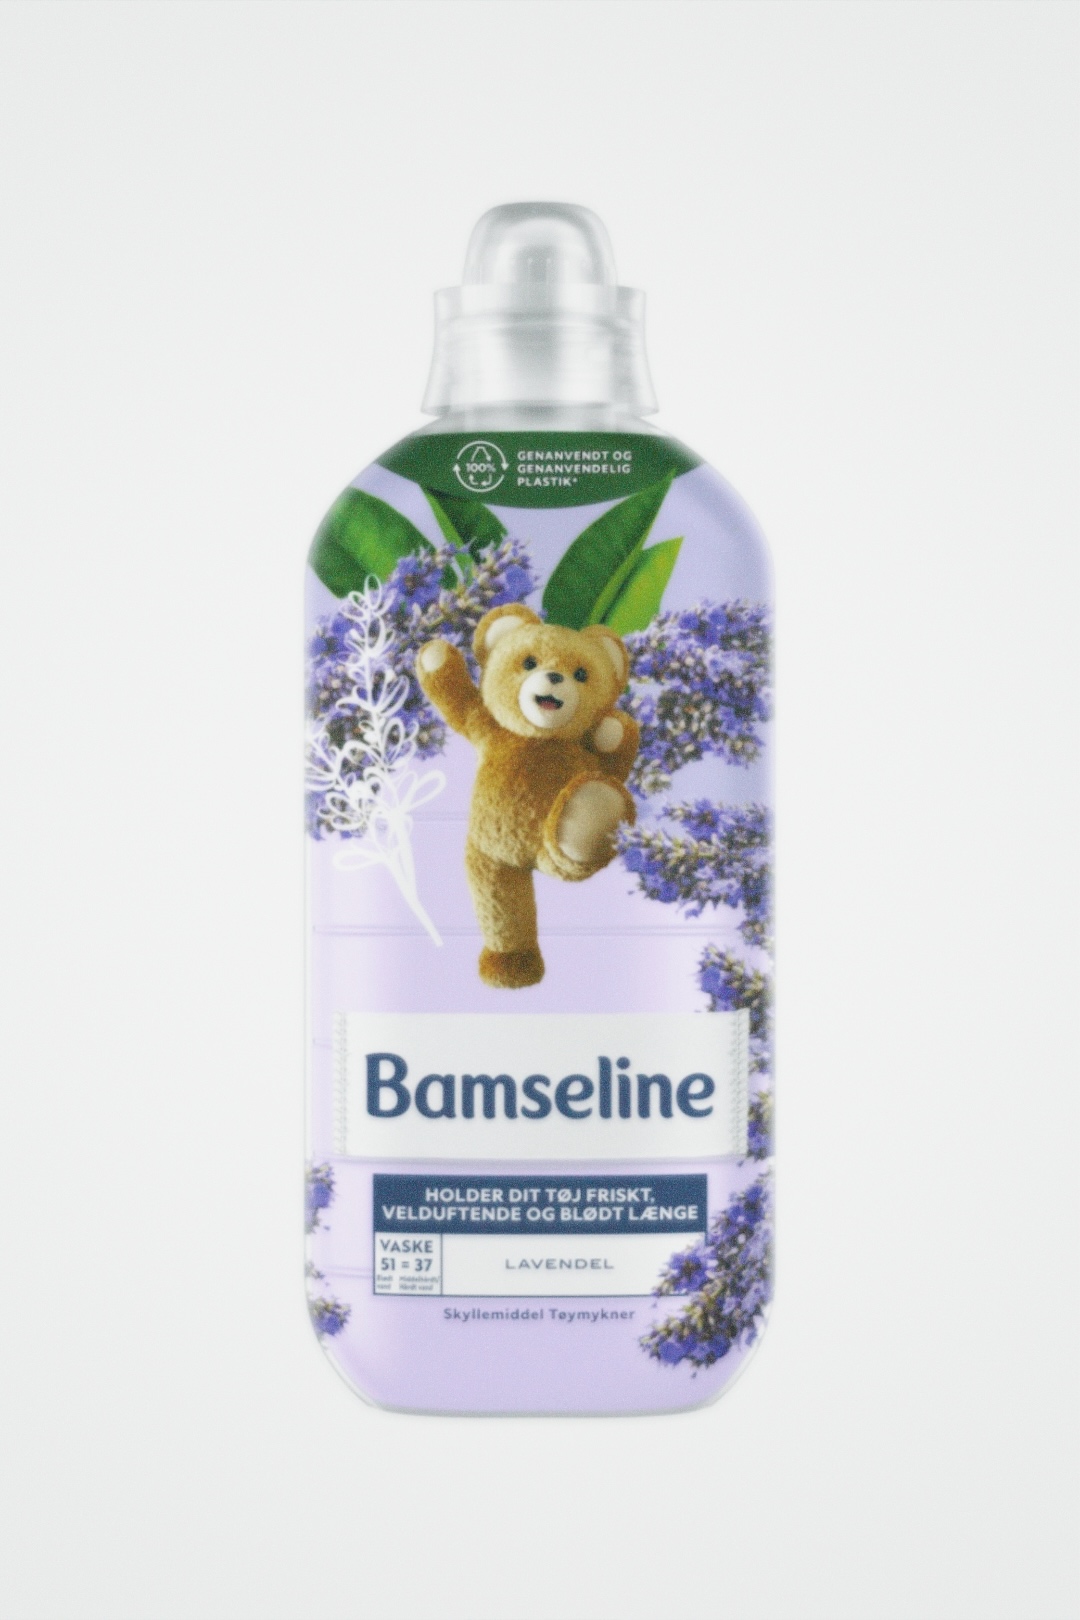 100%
GENANVENDT OG
GENANVENDELIG
PLASTIK*
Bamseline
HOLDER DIT TØJ FRISKT,
VELDUFTENDE OG BLØDT LÆNGE
VASKE
51 = 37
LAVENDEL
Skyllemiddel Tøymykner